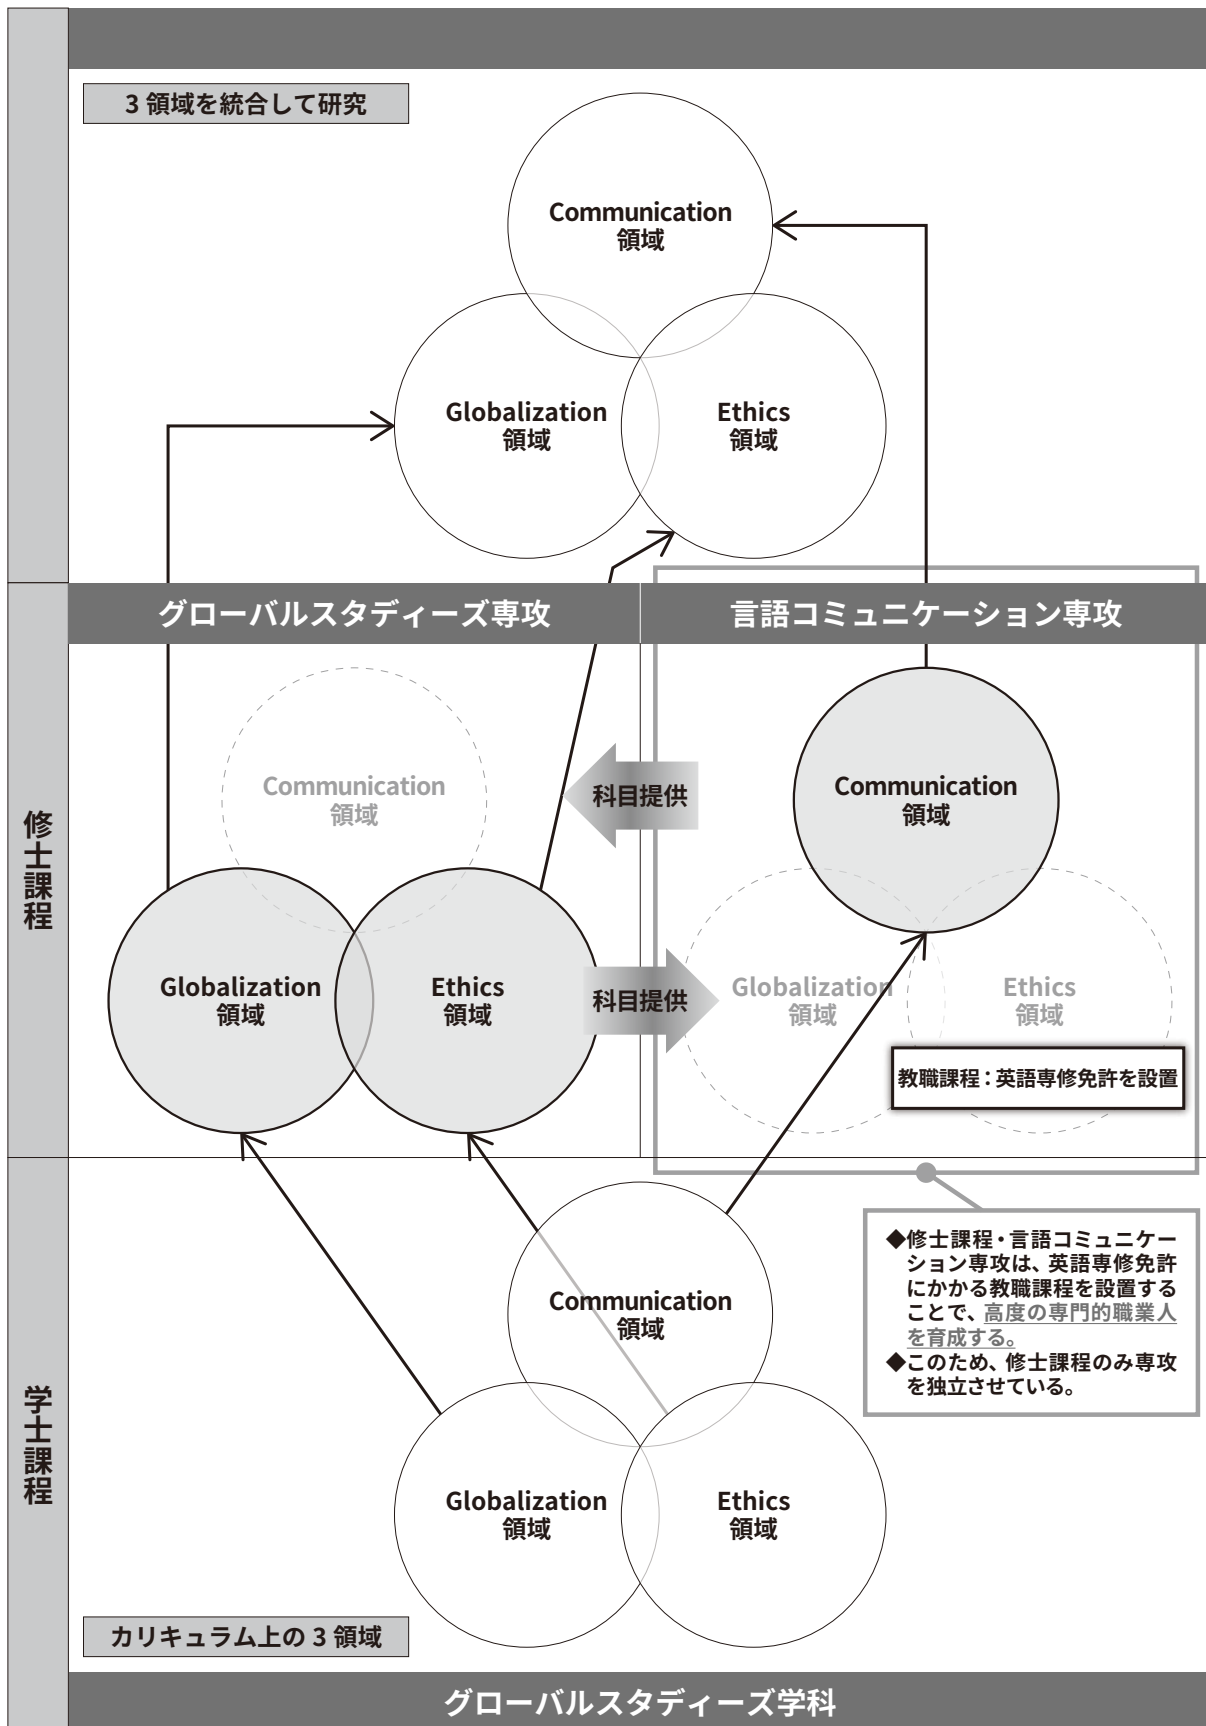 3 領域を統合して研究
Communication
領域
Globalization
領域
Ethics
領域
グローバルスタディーズ専攻
言語コミュニケーション専攻
修士課程
Communication
領域
科目提供
Communication
領域
Globalization
領域
Ethics
領域
科目提供
Globalization
領域
Ethics
領域
教職課程：英語専修免許を設置
学士課程
Communication
領域
◆修士課程・言語コミュニケー
ション専攻は、英語専修免許
にかかる教職課程を設置する
ことで、高度の専門的職業人
を育成する。
◆このため、修士課程のみ専攻
を独立させている。
Globalization
領域
Ethics
領域
カリキュラム上の 3 領域
グローバルスタディーズ学科